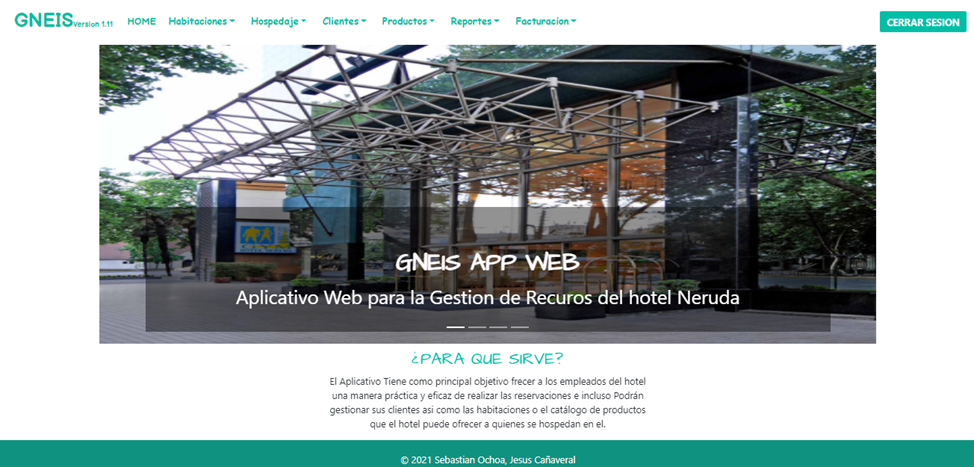 GNEIS Version 1.11 HOME Habitaciones Hospedaje Clientes Productos Reportes Facturacion CERRAR SESION
GNEIS APP WEB
Aplicativo Web para la Gestion de Recuros del hotel Neruda
¿PARA QUE SIRVE?
El Aplicativo Tiene como principal objetivo frecer a los empleados del hotel
una manera práctica y eficaz de realizar las reservaciones e incluso Podrán
gestionar sus clientes asi como las habitaciones o el catálogo de productos
que el hotel puede ofrecer a quienes se hospedan en el.
© 2021 Sebastian Ochoa, Jesus Cañaveral